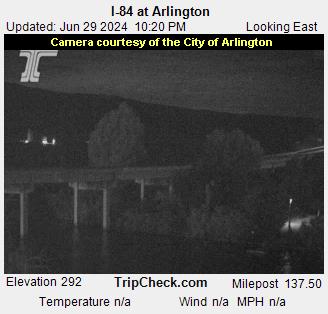 I-84 at Arlington
Updated: Jun 29 2024 10:20 PM Looking East
Camera courtesy of the City of Arlington
Elevation 292 TripCheck.com Milepost 137.50
Temperature n/a Wind n/a MPH n/a